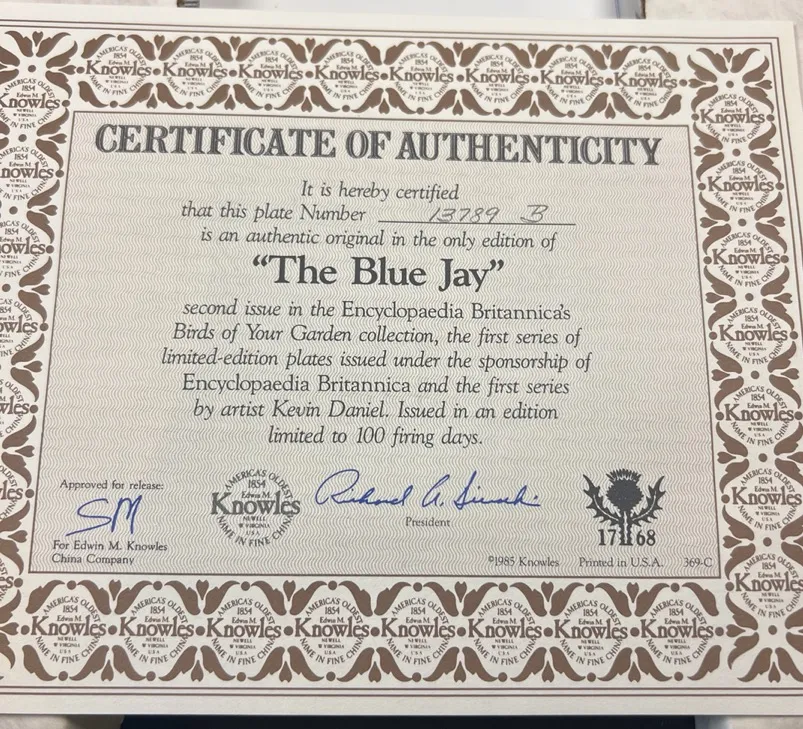 CERTIFICATE OF AUTHENTICITY
It is hereby certified
that this plate Number 13789 B
is an authentic original in the only edition of
"The Blue Jay"
second issue in the Encyclopaedia Britannica's
Birds of Your Garden collection, the first series of
limited-edition plates issued under the sponsorship of
Encyclopaedia Britannica and the first series
by artist Kevin Daniel. Issued in an edition
limited to 100 firing days.
Approved for release:
SM
For Edwin M. Knowles
China Company
AMERICA'S OLDEST
1854
Edwin M.
Knowles
NEWELL
W VIRGINIA
USA
NAME IN FINE CHINA
President
1768
©1985 Knowles Printed in U.S.A. 369-C